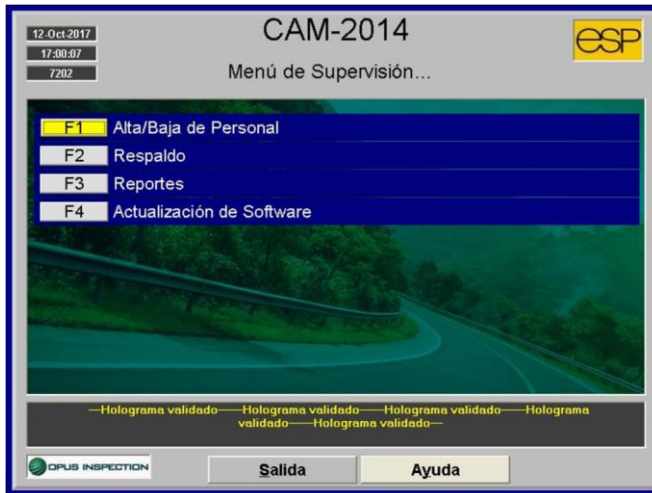 12-Oct-2017
17:00:07
7202
CAM-2014
Menú de Supervisión...
esp
F1 Alta/Baja de Personal
F2 Respaldo
F3 Reportes
F4 Actualización de Software
—Holograma validado——Holograma validado——Holograma validado——Holograma
validado——Holograma validado—
OPUS INSPECTION
Salida
Ayuda